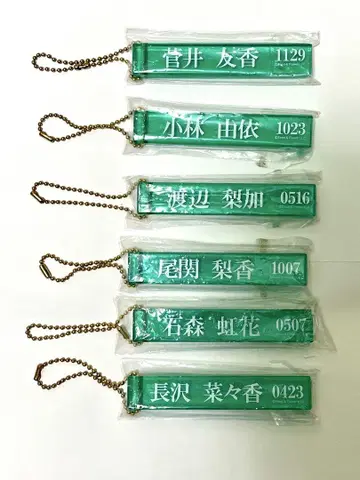 菅井 友香 1129
小林 由依 1023
渡辺 梨加 0516
尾関 梨香 1007
石森 虹花 0507
長沢 菜々香 0423